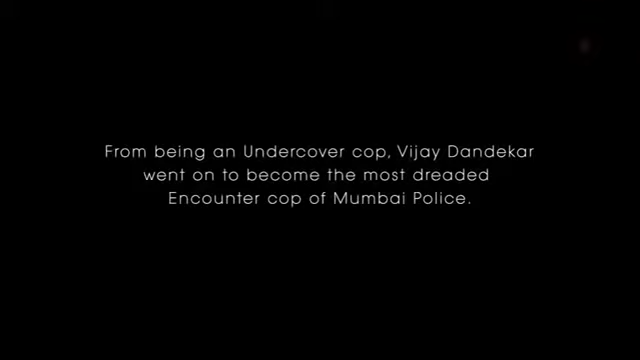 From being an Undercover cop, Vijay Dandekar
went on to become the most dreaded
Encounter cop of Mumbai Police.